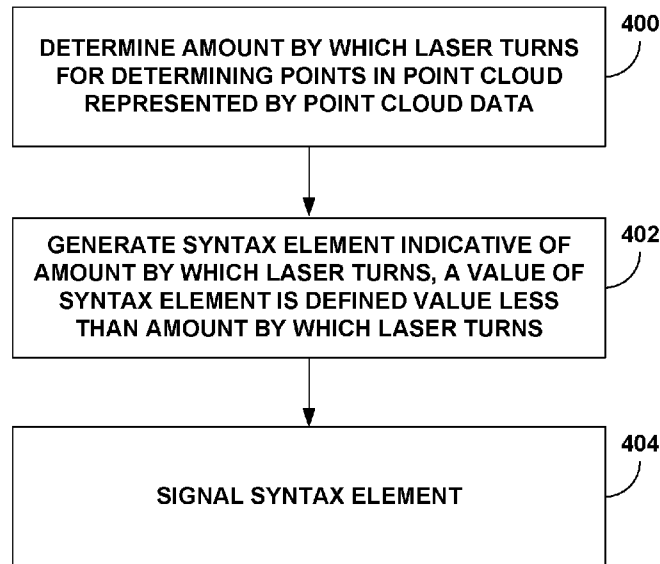 DETERMINE AMOUNT BY WHICH LASER TURNS
FOR DETERMINING POINTS IN POINT CLOUD
REPRESENTED BY POINT CLOUD DATA
400
GENERATE SYNTAX ELEMENT INDICATIVE OF
AMOUNT BY WHICH LASER TURNS, A VALUE OF
SYNTAX ELEMENT IS DEFINED VALUE LESS
THAN AMOUNT BY WHICH LASER TURNS
402
SIGNAL SYNTAX ELEMENT
404